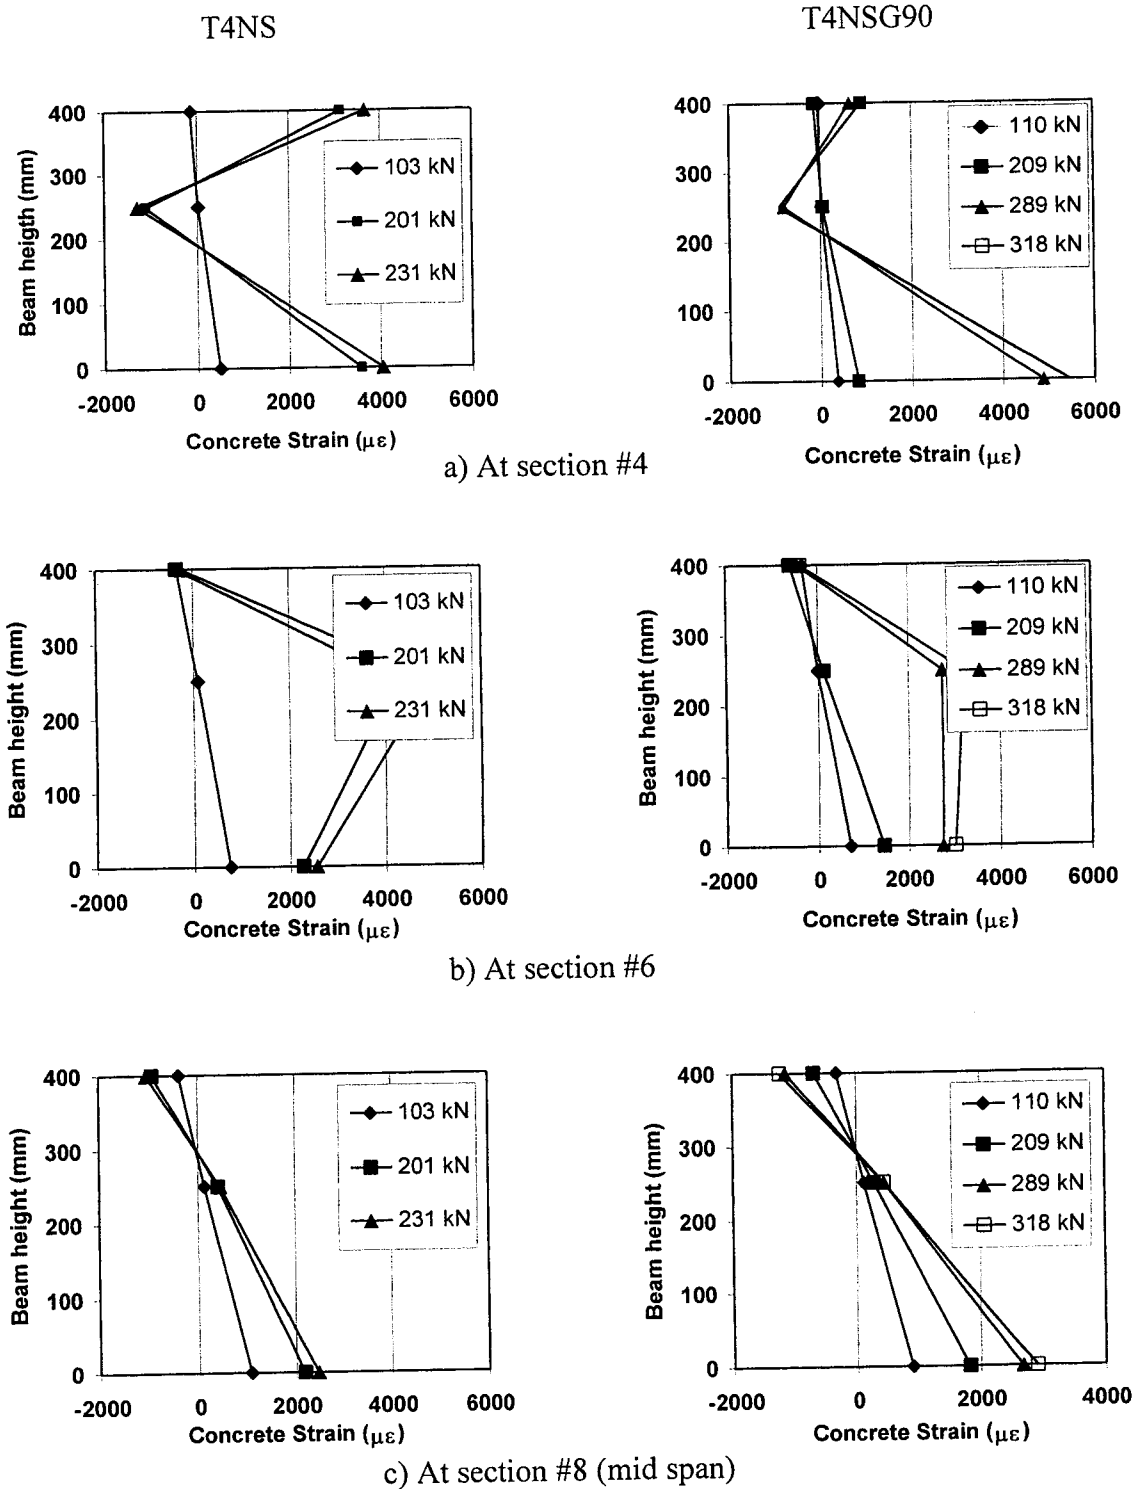 T4NS
T4NSG90
400
300
200
100
0
Beam heigth (mm)
-2000 0 2000 4000 6000
Concrete Strain (με)
103 kN
201 kN
231 kN
400
300
200
100
0
Beam height (mm)
-2000 0 2000 4000 6000
Concrete Strain (με)
110 kN
209 kN
289 kN
318 kN
a) At section #4
400
300
200
100
0
Beam height (mm)
-2000 0 2000 4000 6000
Concrete Strain (με)
103 kN
201 kN
231 kN
400
300
200
100
0
Beam height (mm)
-2000 0 2000 4000 6000
Concrete Strain (με)
110 kN
209 kN
289 kN
318 kN
b) At section #6
400
300
200
100
0
Beam height (mm)
-2000 0 2000 4000 6000
Concrete Strain (με)
103 kN
201 kN
231 kN
400
300
200
100
0
Beam height (mm)
-2000 0 2000 4000
Concrete Strain (με)
110 kN
209 kN
289 kN
318 kN
c) At section #8 (mid span)